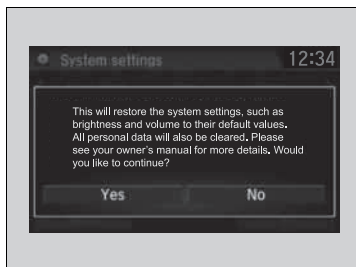 System settings
12:34
This will restore the system settings, such as
brightness and volume to their default values.
All personal data will also be cleared. Please
see your owner's manual for more details. Would
you like to continue?
Yes
No